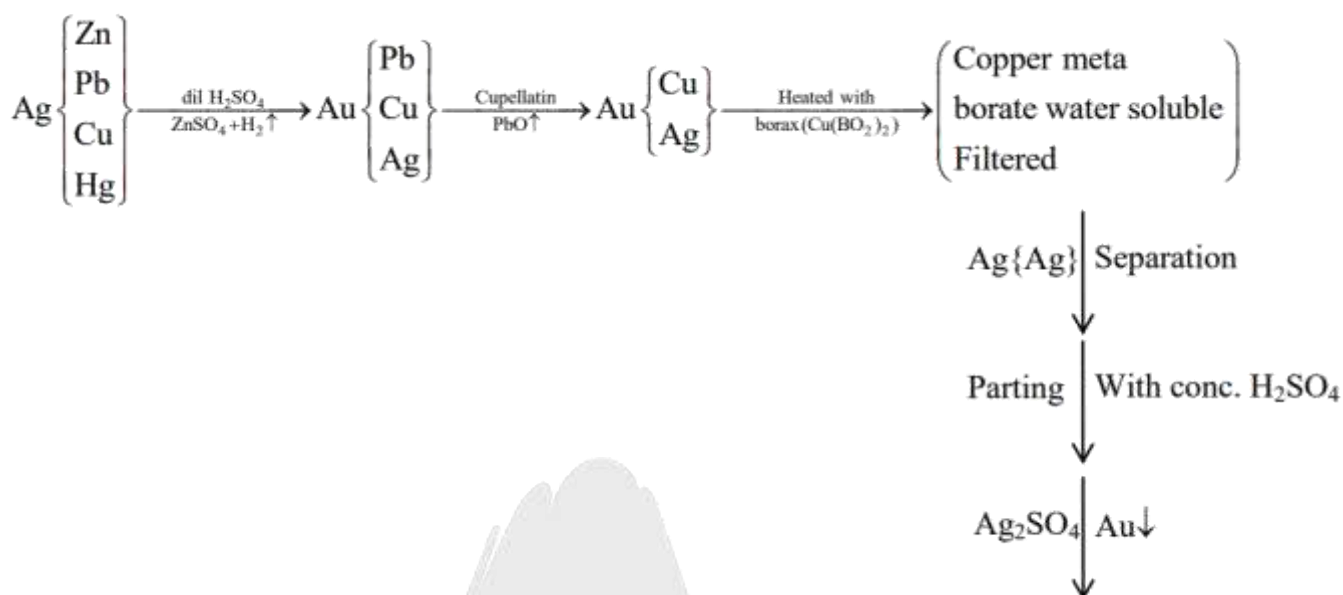 Ag { Zn Pb Cu Hg } dil H₂SO₄ ZnSO₄+H₂↑ Au { Pb Cu Ag } Cupellatin PbO↑ Au { Cu Ag } Heated with borax(Cu(BO₂)₂) ( Copper meta
borate water soluble
Filtered )
Ag{Ag} Separation
Parting With conc. H₂SO₄
Ag₂SO₄ Au↓